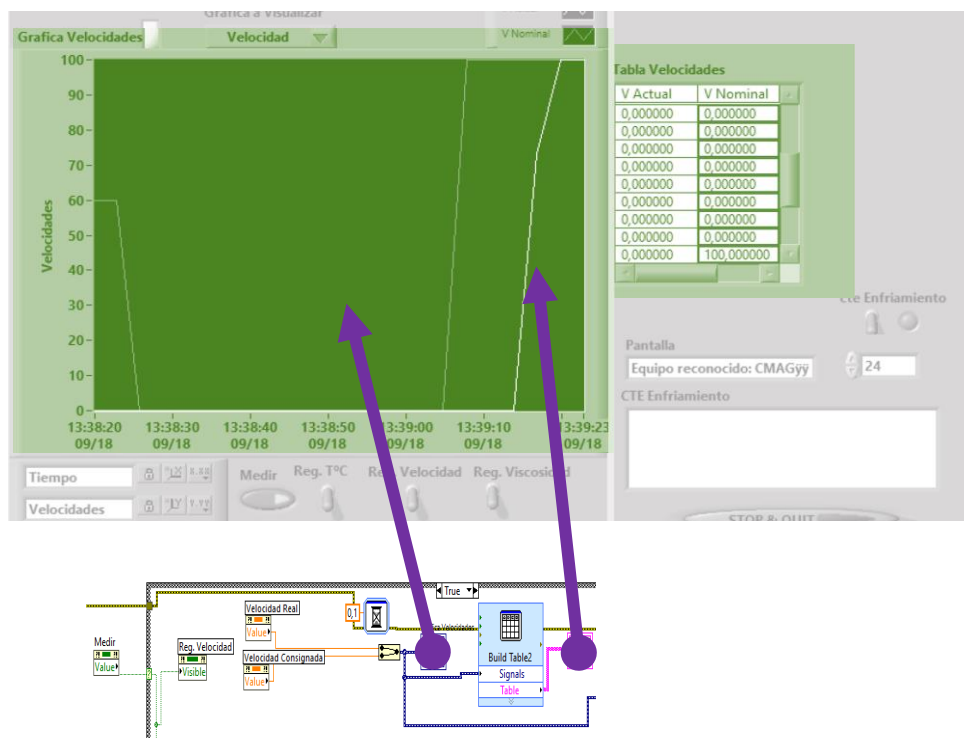 Grafica a Visualizar
Grafica Velocidades
Velocidad
V Nominal
100
90
80
70
60
50
40
30
20
10
0
Velocidades
13:38:20 13:38:30 13:38:40 13:38:50 13:39:00 13:39:10 13:39:23
09/18 09/18 09/18 09/18 09/18 09/18 09/18
Tabla Velocidades
V Actual V Nominal
0,000000 0,000000
0,000000 0,000000
0,000000 0,000000
0,000000 0,000000
0,000000 0,000000
0,000000 0,000000
0,000000 0,000000
0,000000 0,000000
0,000000 100,000000
Cte Enfriamiento
Pantalla
Equipo reconocido: CMAGÿÿ
24
CTE Enfriamiento
Tiempo
Velocidades
Medir
Reg. TºC
Reg. Velocidad
Reg. Viscosidad
STOP & QUIT
True
Velocidad Real
Value
0,1
Medir
Value
Reg. Velocidad
Visible
Velocidad Consignada
Value
Velocidades
Build Table2
Signals
Table